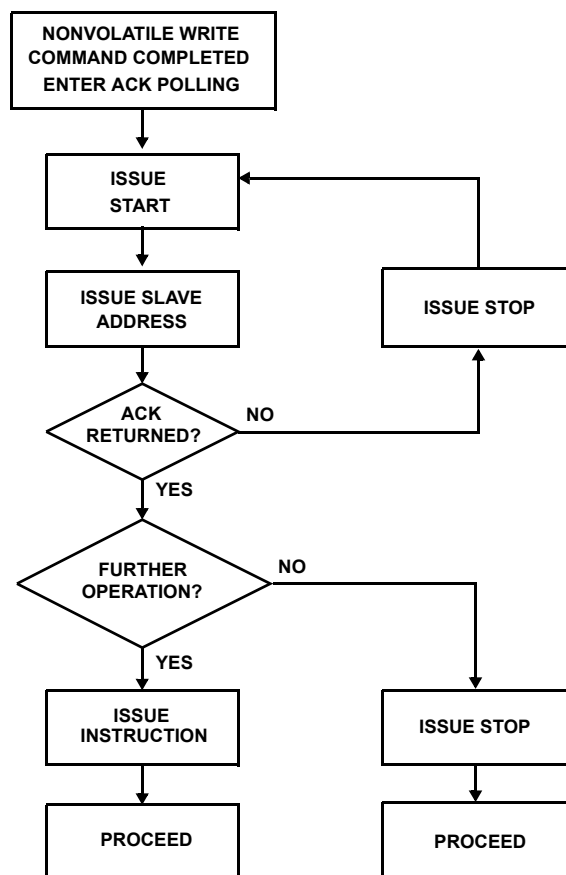 NONVOLATILE WRITE
COMMAND COMPLETED
ENTER ACK POLLING
ISSUE
START
ISSUE SLAVE
ADDRESS
ISSUE STOP
ACK
RETURNED?
NO
YES
FURTHER
OPERATION?
NO
YES
ISSUE
INSTRUCTION
ISSUE STOP
PROCEED
PROCEED